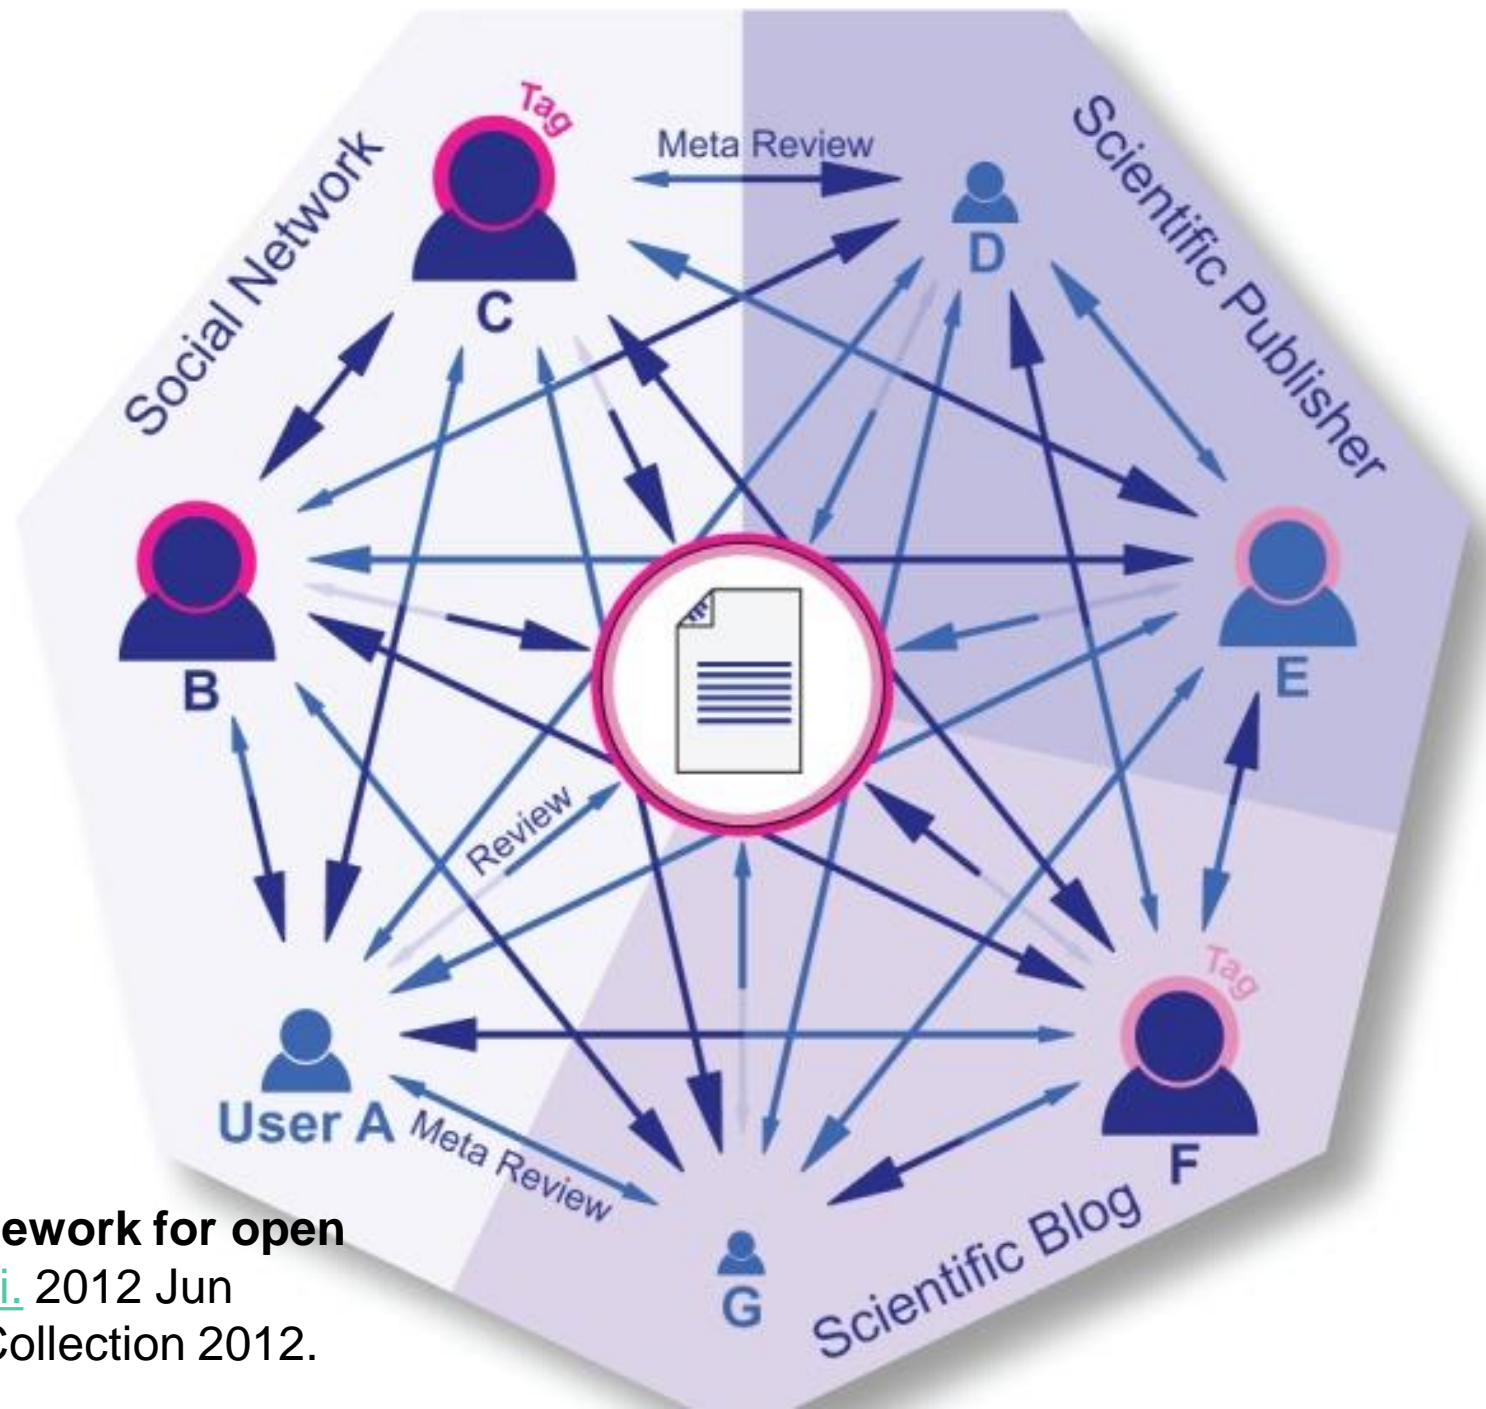 Tag
Meta Review
Social Network
Scientific Publisher
D
C
B
E
Review
Tag
User A
Meta Review
F
G
Scientific Blog
ework for open
i. 2012 Jun
Collection 2012.